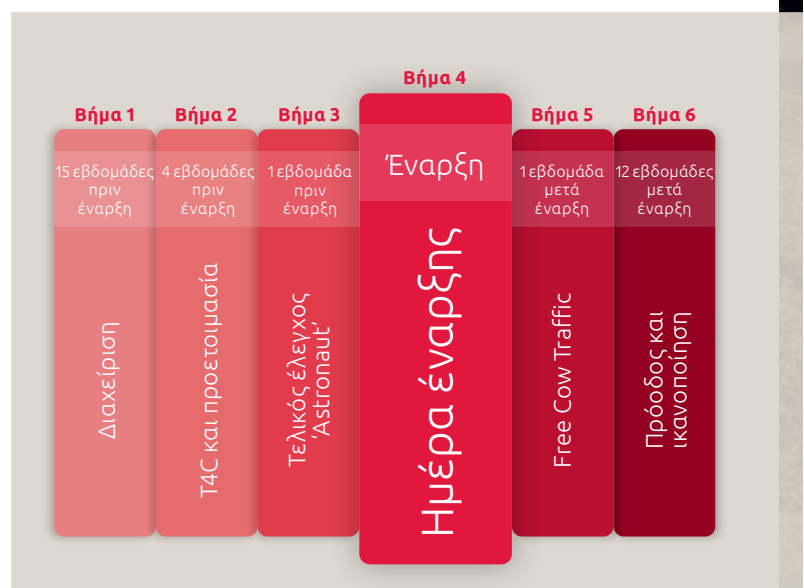 Βήμα 1
15 εβδομάδες
πριν
έναρξη
Διαχείριση
Βήμα 2
4 εβδομάδες
πριν
έναρξη
T4C και προετοιμασία
Βήμα 3
1 εβδομάδα
πριν
έναρξη
Τελικός έλεγχος
‘Astronaut’
Βήμα 4
Έναρξη
Ημέρα έναρξης
Βήμα 5
1 εβδομάδα
μετά
έναρξη
Free Cow Traffic
Βήμα 6
12 εβδομάδες
μετά
έναρξη
Πρόοδος και
ικανοποίηση